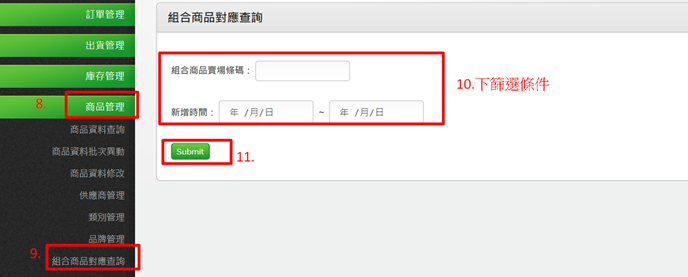 訂單管理
出貨管理
庫存管理
8.
商品管理
商品資料查詢
商品資料批次異動
商品資料修改
供應商管理
類別管理
品牌管理
9.
組合商品對應查詢
組合商品對應查詢
組合商品賣場條碼：
10.下篩選條件
新增時間： 年 /月/日 ~ 年 /月/日
Submit 11.